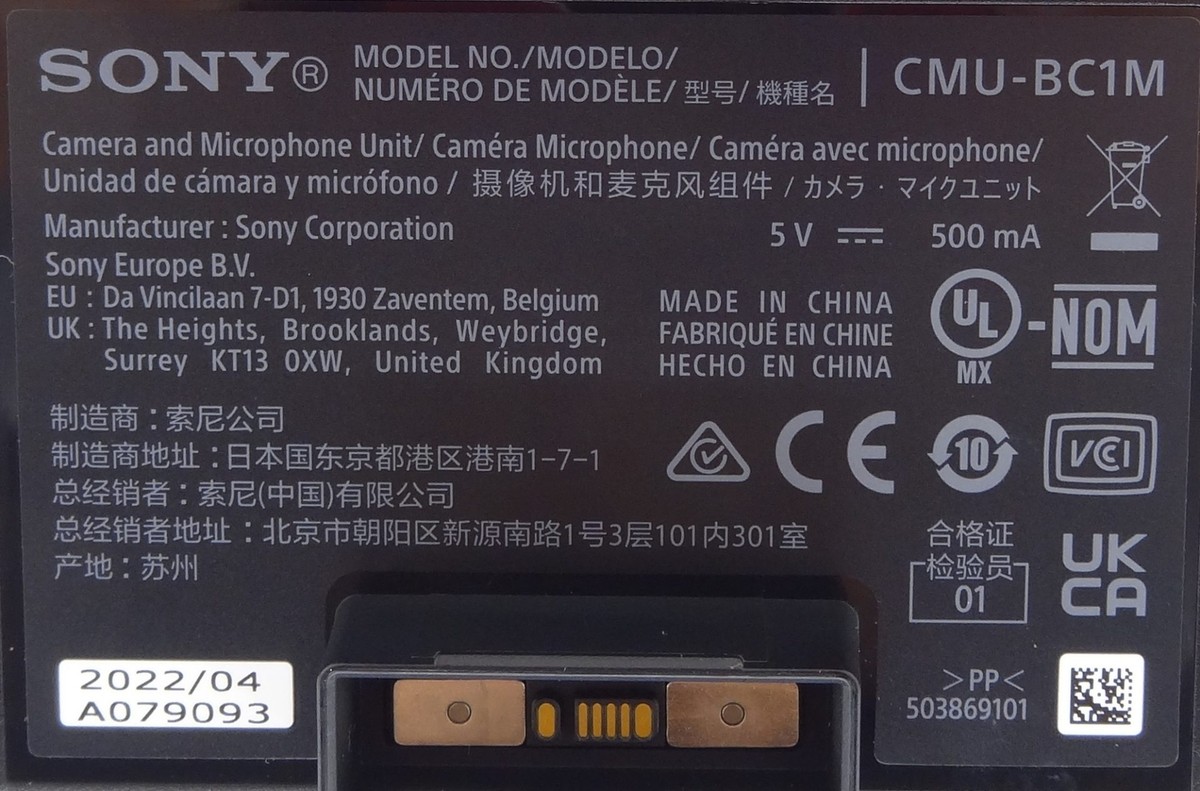 SONY® MODEL NO./MODELO/
NUMÉRO DE MODÈLE/ 型号/ 機種名 | CMU-BC1M
Camera and Microphone Unit/ Caméra Microphone/ Caméra avec microphone/
Unidad de cámara y micrófono / 摄像机和麦克风组件 / カメラ・マイクユニット
Manufacturer : Sony Corporation
5 V ⎓ 500 mA
Sony Europe B.V.
EU : Da Vincilaan 7-D1, 1930 Zaventem, Belgium
UK : The Heights, Brooklands, Weybridge,
Surrey KT13 0XW, United Kingdom
MADE IN CHINA
FABRIQUÉ EN CHINE
HECHO EN CHINA
UL
MX
-NOM
制造商：索尼公司
制造商地址：日本国东京都港区港南1-7-1
总经销者：索尼(中国)有限公司
总经销者地址：北京市朝阳区新源南路1号3层101内301室
产地：苏州
CE
10
VCCI
合格证
检验员
01
UK
CA
2022/04
A079093
>PP<
503869101